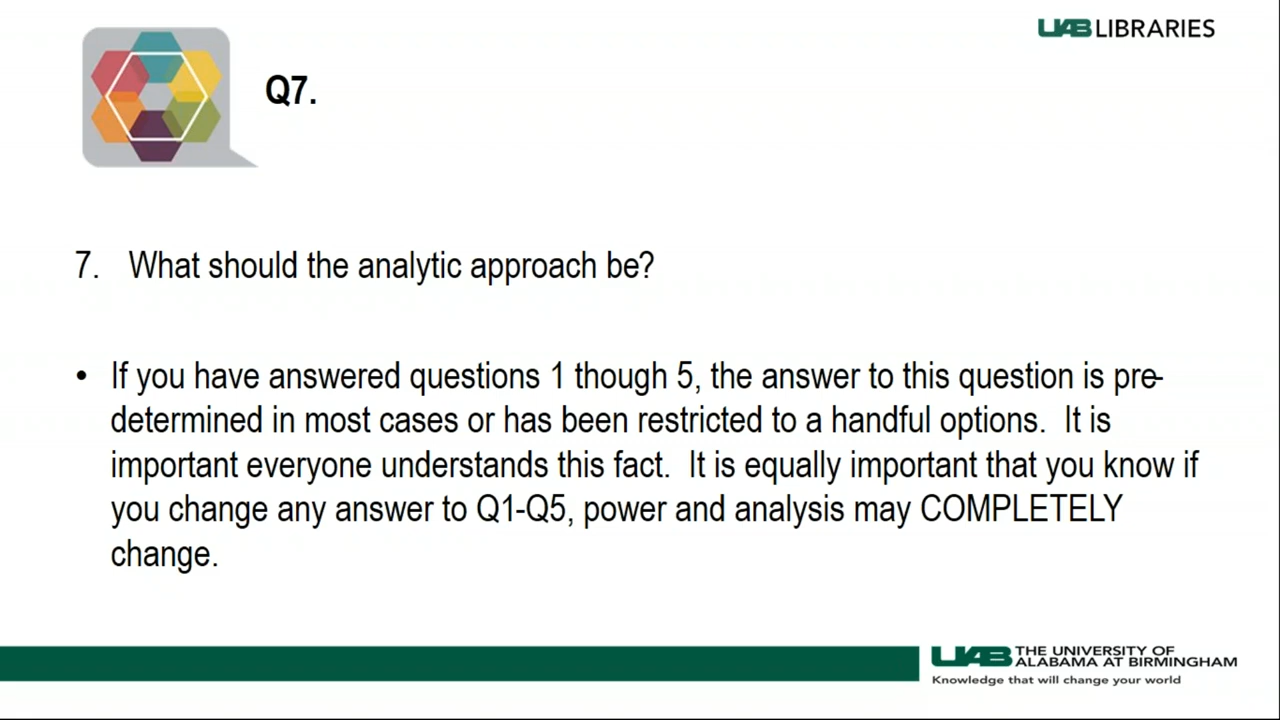 UAB LIBRARIES
Q7.
7. What should the analytic approach be?
• If you have answered questions 1 though 5, the answer to this question is pre-
determined in most cases or has been restricted to a handful options.  It is
important everyone understands this fact.  It is equally important that you know if
you change any answer to Q1-Q5, power and analysis may COMPLETELY
change.
UAB THE UNIVERSITY OF
ALABAMA AT BIRMINGHAM
Knowledge that will change your world